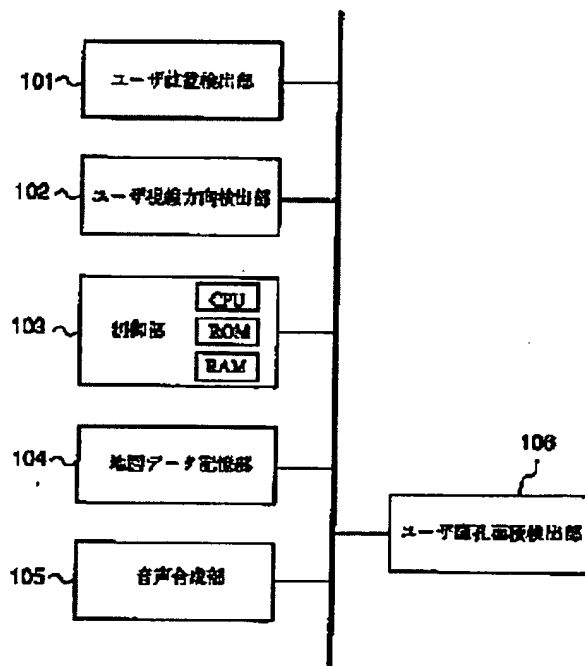 101
ユーザ位置検出部
102
ユーザ視線方向検出部
103
制御部
CPU
ROM
RAM
104
地図データ記憶部
105
音声合成部
106
ユーザ瞳孔面積検出部